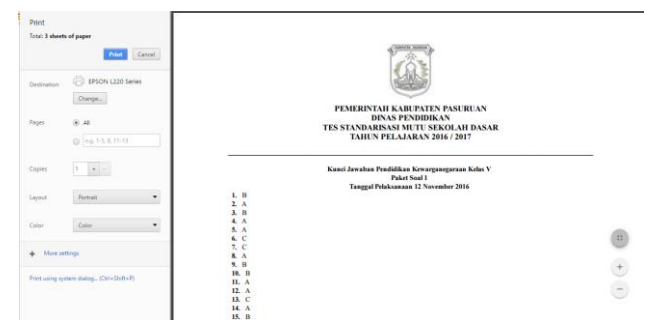 Print
Total: 3 sheets of paper
Print Cancel
Destination EPSON L220 Series
Change...
Pages All
e.g. 1-5, 8, 11-13
Copies 1 + -
Layout Portrait
Color Color
+ More settings
Print using system dialog... (Ctrl+Shift+P)
PEMERINTAH KABUPATEN PASURUAN
DINAS PENDIDIKAN
TES STANDARISASI MUTU SEKOLAH DASAR
TAHUN PELAJARAN 2016 / 2017
Kunci Jawaban Pendidikan Kewarganegaraan Kelas V
Paket Soal 1
Tanggal Pelaksanaan 12 November 2016
1. B
2. A
3. B
4. A
5. A
6. C
7. C
8. A
9. B
10. B
11. A
12. A
13. C
14. A
15. B